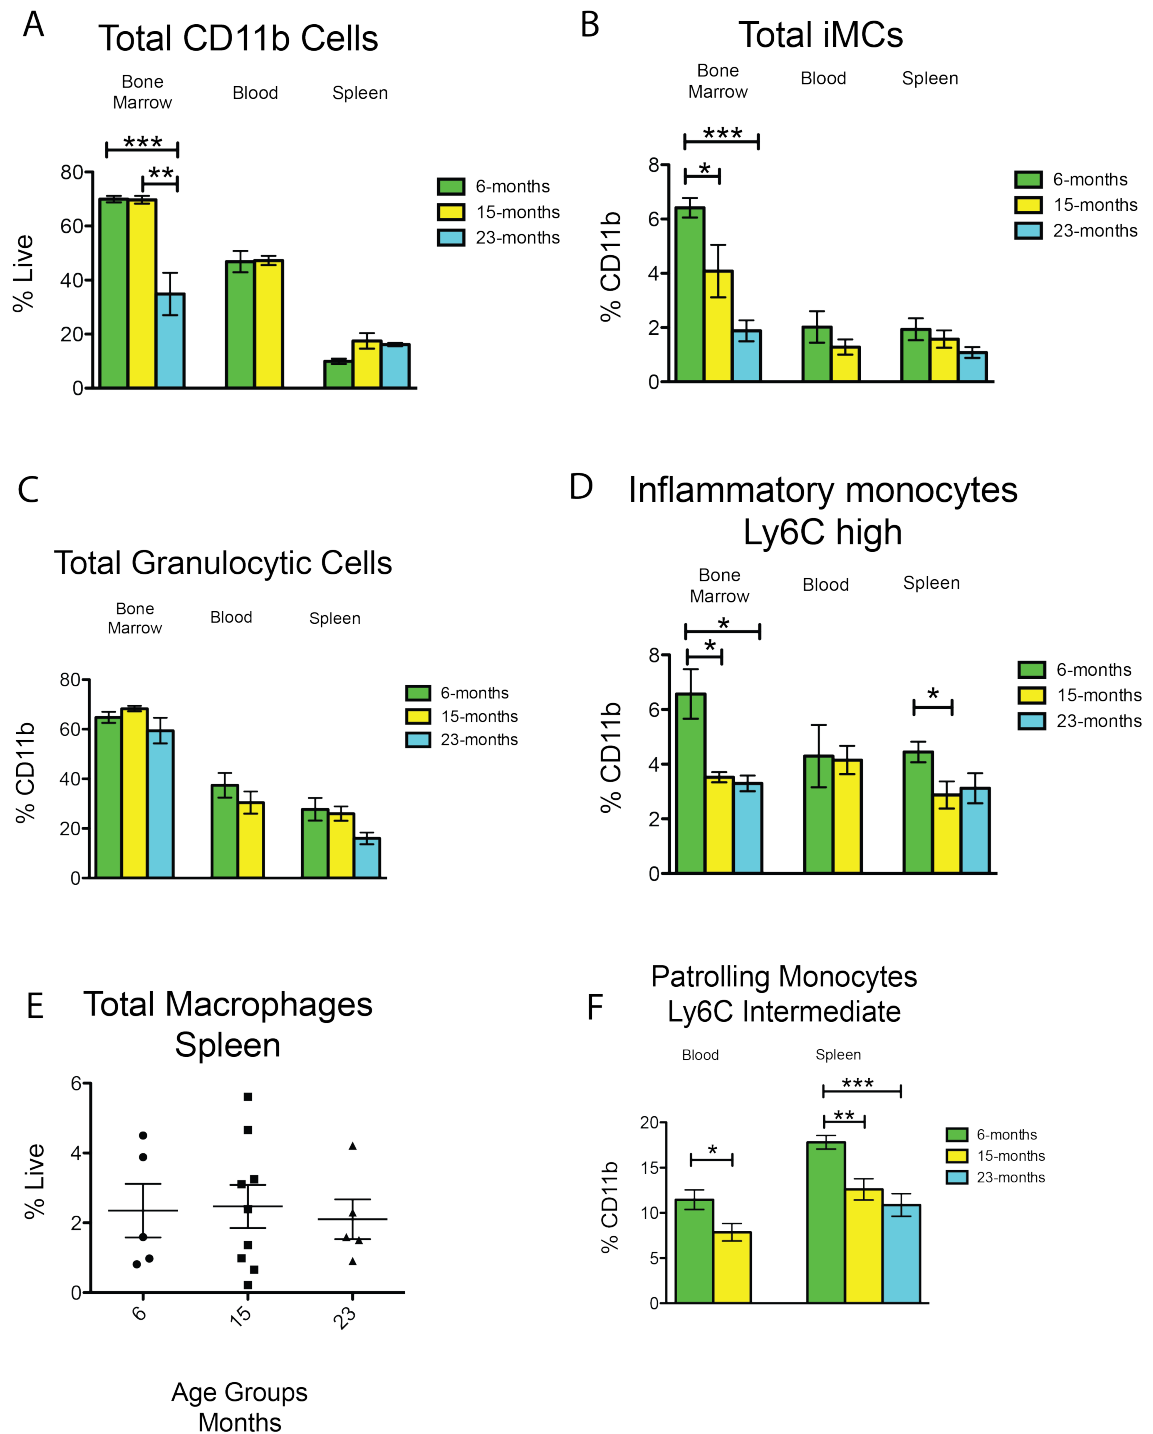 A
Total CD11b Cells
Bone
Marrow
Blood
Spleen
***
**
80
60
40
20
0
% Live
6-months
15-months
23-months
B
Total iMCs
Bone
Marrow
Blood
Spleen
***
*
8
6
4
2
0
% CD11b
6-months
15-months
23-months
C
Total Granulocytic Cells
Bone
Marrow
Blood
Spleen
80
60
40
20
0
% CD11b
6-months
15-months
23-months
D
Inflammatory monocytes
Ly6C high
Bone
Marrow
Blood
Spleen
*
*
*
8
6
4
2
0
% CD11b
6-months
15-months
23-months
E
Total Macrophages
Spleen
6
4
2
0
% Live
6
15
23
Age Groups
Months
F
Patrolling Monocytes
Ly6C Intermediate
Blood
Spleen
***
**
*
20
15
10
5
0
% CD11b
6-months
15-months
23-months